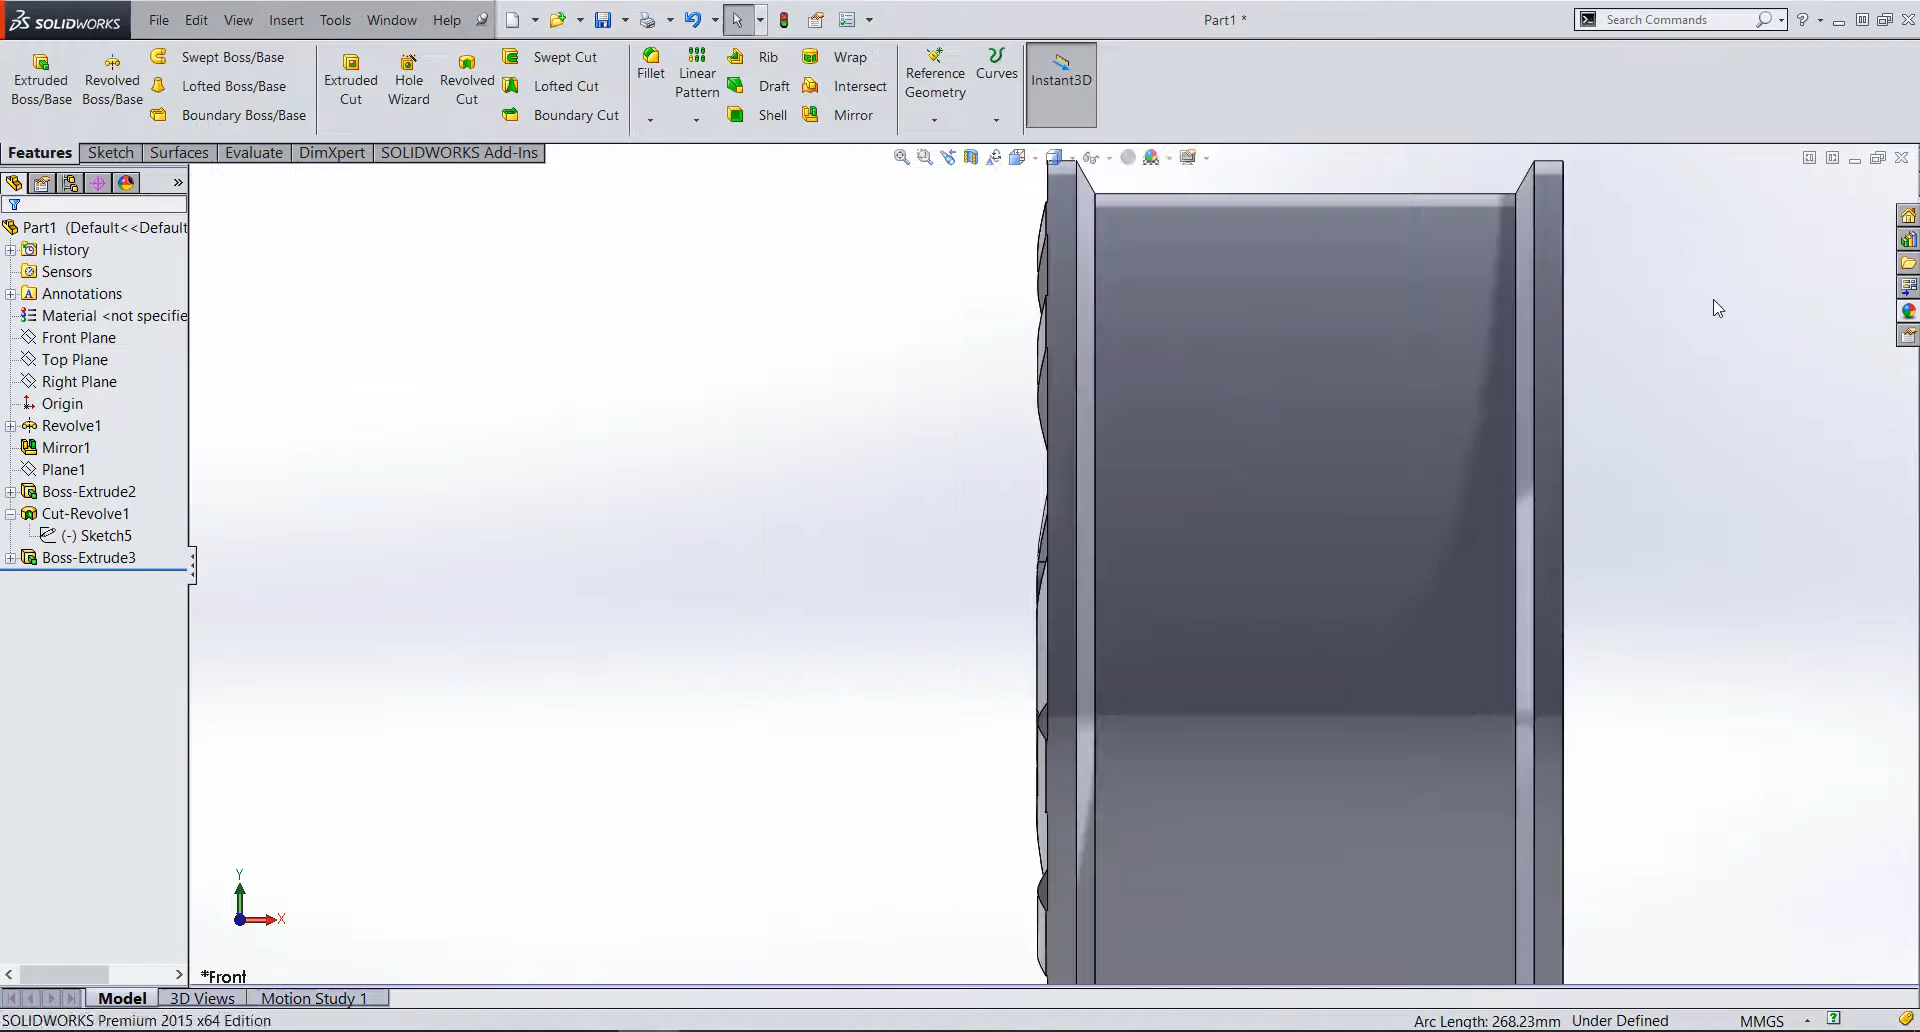 SOLIDWORKS File Edit View Insert Tools Window Help Part1 * Search Commands
Extruded Boss/Base
Revolved Boss/Base
Swept Boss/Base
Lofted Boss/Base
Boundary Boss/Base
Extruded Cut
Hole Wizard
Revolved Cut
Swept Cut
Lofted Cut
Boundary Cut
Fillet
Linear Pattern
Rib
Draft
Shell
Wrap
Intersect
Mirror
Reference Geometry
Curves
Instant3D
Features Sketch Surfaces Evaluate DimXpert SOLIDWORKS Add-Ins
Part1 (Default<<Default
History
Sensors
Annotations
Material <not specifie
Front Plane
Top Plane
Right Plane
Origin
Revolve1
Mirror1
Plane1
Boss-Extrude2
Cut-Revolve1
(-) Sketch5
Boss-Extrude3
Y
X
*Front
Model 3D Views Motion Study 1
SOLIDWORKS Premium 2015 x64 Edition Arc Length: 268.23mm Under Defined MMGS